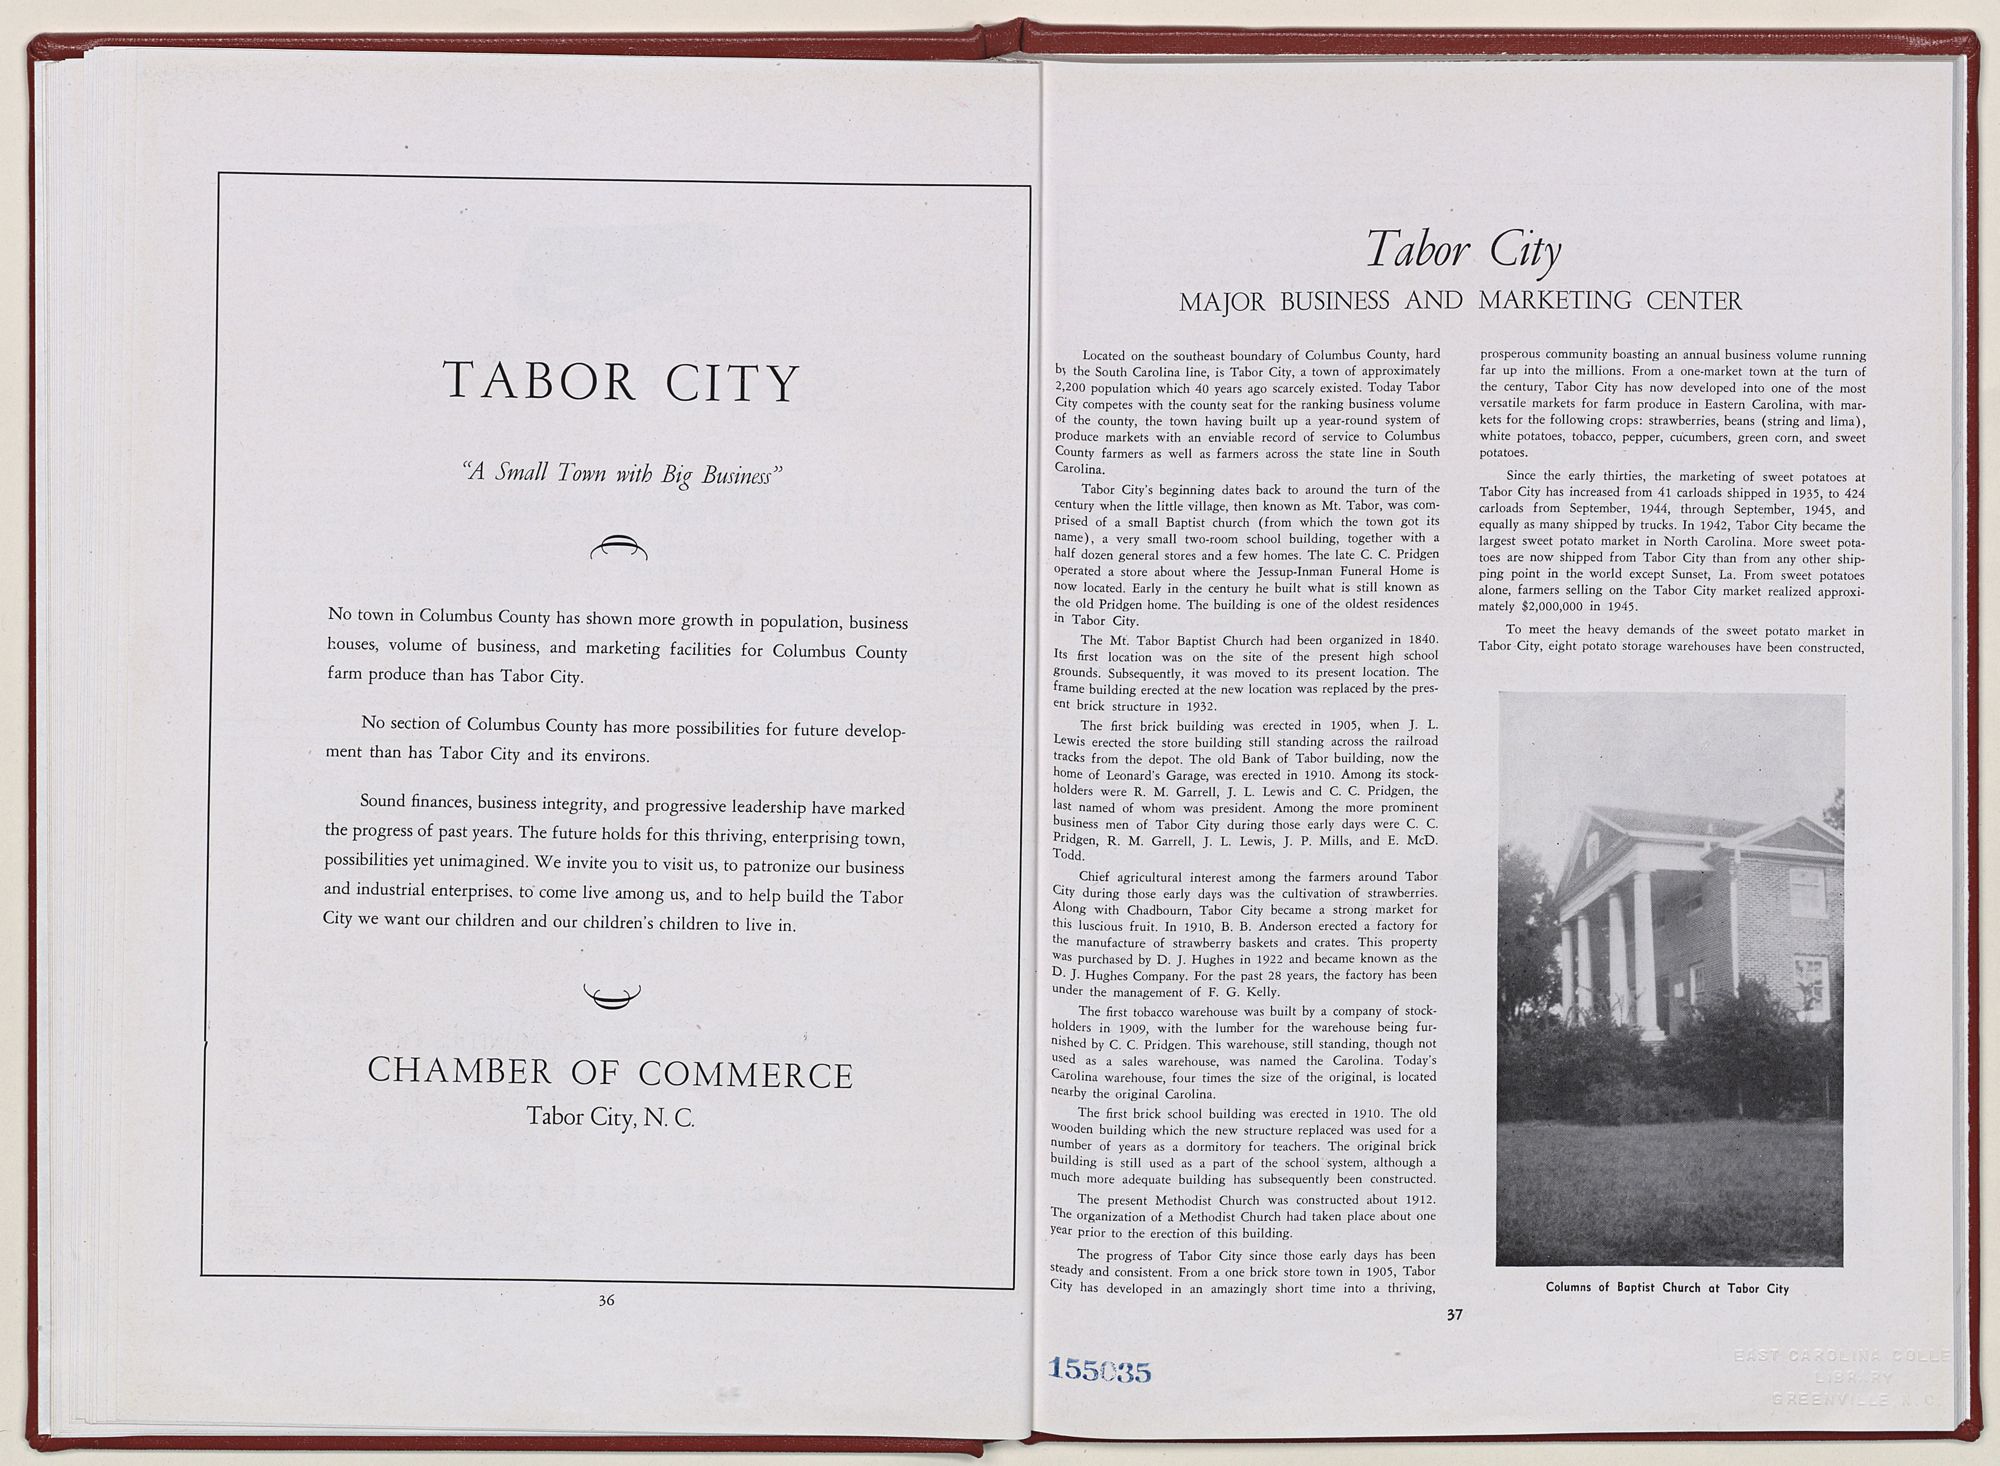 TABOR CITY
"A Small Town with Big Business"
No town in Columbus County has shown more growth in population, business
houses, volume of business, and marketing facilities for Columbus County
farm produce than has Tabor City.
No section of Columbus County has more possibilities for future develop-
ment than has Tabor City and its environs.
Sound finances, business integrity, and progressive leadership have marked
the progress of past years. The future holds for this thriving, enterprising town,
possibilities yet unimagined. We invite you to visit us, to patronize our business
and industrial enterprises. to come live among us, and to help build the Tabor
City we want our children and our children's children to live in.
CHAMBER OF COMMERCE
Tabor City, N. C.
36
Tabor City
MAJOR BUSINESS AND MARKETING CENTER
Located on the southeast boundary of Columbus County, hard
by the South Carolina line, is Tabor City, a town of approximately
2,200 population which 40 years ago scarcely existed. Today Tabor
City competes with the county seat for the ranking business volume
of the county, the town having built up a year-round system of
produce markets with an enviable record of service to Columbus
County farmers as well as farmers across the state line in South
Carolina.
Tabor City's beginning dates back to around the turn of the
century when the little village, then known as Mt. Tabor, was com-
prised of a small Baptist church (from which the town got its
name), a very small two-room school building, together with a
half dozen general stores and a few homes. The late C. C. Pridgen
operated a store about where the Jessup-Inman Funeral Home is
now located. Early in the century he built what is still known as
the old Pridgen home. The building is one of the oldest residences
in Tabor City.
The Mt. Tabor Baptist Church had been organized in 1840.
Its first location was on the site of the present high school
grounds. Subsequently, it was moved to its present location. The
frame building erected at the new location was replaced by the pres-
ent brick structure in 1932.
The first brick building was erected in 1905, when J. L.
Lewis erected the store building still standing across the railroad
tracks from the depot. The old Bank of Tabor building, now the
home of Leonard's Garage, was erected in 1910. Among its stock-
holders were R. M. Garrell, J. L. Lewis and C. C. Pridgen, the
last named of whom was president. Among the more prominent
business men of Tabor City during those early days were C. C.
Pridgen, R. M. Garrell, J. L. Lewis, J. P. Mills, and E. McD.
Todd.
Chief agricultural interest among the farmers around Tabor
City during those early days was the cultivation of strawberries.
Along with Chadbourn, Tabor City became a strong market for
this luscious fruit. In 1910, B. B. Anderson erected a factory for
the manufacture of strawberry baskets and crates. This property
was purchased by D. J. Hughes in 1922 and became known as the
D. J. Hughes Company. For the past 28 years, the factory has been
under the management of F. G. Kelly.
The first tobacco warehouse was built by a company of stock-
holders in 1909, with the lumber for the warehouse being fur-
nished by C. C. Pridgen. This warehouse, still standing, though not
used as a sales warehouse, was named the Carolina. Today's
Carolina warehouse, four times the size of the original, is located
nearby the original Carolina.
The first brick school building was erected in 1910. The old
wooden building which the new structure replaced was used for a
number of years as a dormitory for teachers. The original brick
building is still used as a part of the school system, although a
much more adequate building has subsequently been constructed.
The present Methodist Church was constructed about 1912.
The organization of a Methodist Church had taken place about one
year prior to the erection of this building.
The progress of Tabor City since those early days has been
steady and consistent. From a one brick store town in 1905, Tabor
City has developed in an amazingly short time into a thriving,
prosperous community boasting an annual business volume running
far up into the millions. From a one-market town at the turn of
the century, Tabor City has now developed into one of the most
versatile markets for farm produce in Eastern Carolina, with mar-
kets for the following crops: strawberries, beans (string and lima),
white potatoes, tobacco, pepper, cucumbers, green corn, and sweet
potatoes.
Since the early thirties, the marketing of sweet potatoes at
Tabor City has increased from 41 carloads shipped in 1935, to 424
carloads from September, 1944, through September, 1945, and
equally as many shipped by trucks. In 1942, Tabor City became the
largest sweet potato market in North Carolina. More sweet pota-
toes are now shipped from Tabor City than from any other ship-
ping point in the world except Sunset, La. From sweet potatoes
alone, farmers selling on the Tabor City market realized approxi-
mately $2,000,000 in 1945.
To meet the heavy demands of the sweet potato market in
Tabor City, eight potato storage warehouses have been constructed,
Columns of Baptist Church at Tabor City
37
155035
EAST CAROLINA COLLE
LIBRARY
GREENVILLE, N. C.